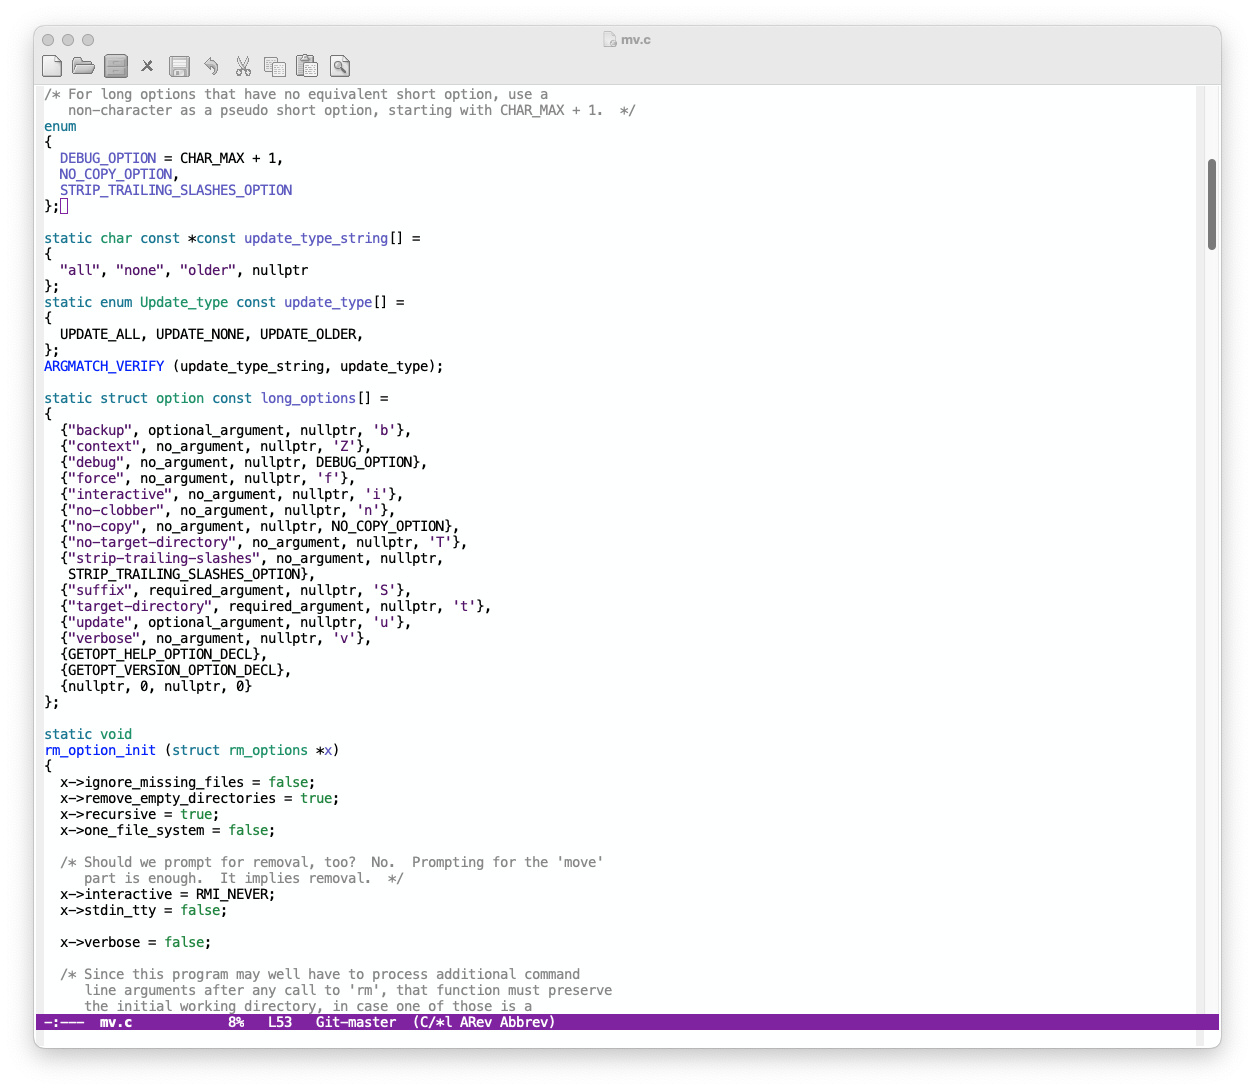 mv.c
/* For long options that have no equivalent short option, use a
   non-character as a pseudo short option, starting with CHAR_MAX + 1.  */
enum
{
  DEBUG_OPTION = CHAR_MAX + 1,
  NO_COPY_OPTION,
  STRIP_TRAILING_SLASHES_OPTION
};

static char const *const update_type_string[] =
{
  "all", "none", "older", nullptr
};
static enum Update_type const update_type[] =
{
  UPDATE_ALL, UPDATE_NONE, UPDATE_OLDER,
};
ARGMATCH_VERIFY (update_type_string, update_type);

static struct option const long_options[] =
{
  {"backup", optional_argument, nullptr, 'b'},
  {"context", no_argument, nullptr, 'Z'},
  {"debug", no_argument, nullptr, DEBUG_OPTION},
  {"force", no_argument, nullptr, 'f'},
  {"interactive", no_argument, nullptr, 'i'},
  {"no-clobber", no_argument, nullptr, 'n'},
  {"no-copy", no_argument, nullptr, NO_COPY_OPTION},
  {"no-target-directory", no_argument, nullptr, 'T'},
  {"strip-trailing-slashes", no_argument, nullptr,
   STRIP_TRAILING_SLASHES_OPTION},
  {"suffix", required_argument, nullptr, 'S'},
  {"target-directory", required_argument, nullptr, 't'},
  {"update", optional_argument, nullptr, 'u'},
  {"verbose", no_argument, nullptr, 'v'},
  {GETOPT_HELP_OPTION_DECL},
  {GETOPT_VERSION_OPTION_DECL},
  {nullptr, 0, nullptr, 0}
};

static void
rm_option_init (struct rm_options *x)
{
  x->ignore_missing_files = false;
  x->remove_empty_directories = true;
  x->recursive = true;
  x->one_file_system = false;

  /* Should we prompt for removal, too?  No.  Prompting for the 'move'
     part is enough.  It implies removal.  */
  x->interactive = RMI_NEVER;
  x->stdin_tty = false;

  x->verbose = false;

  /* Since this program may well have to process additional command
     line arguments after any call to 'rm', that function must preserve
     the initial working directory, in case one of those is a
-:---  mv.c            8%   L53   Git-master  (C/*l ARev Abbrev)